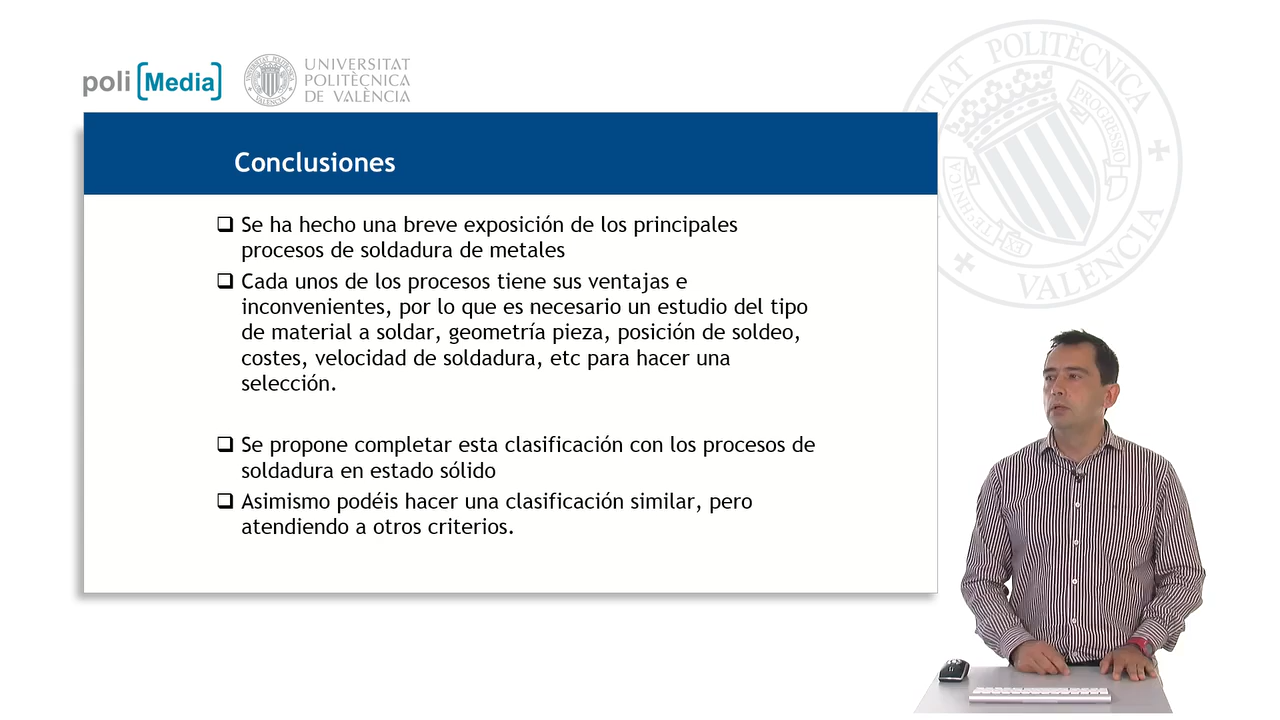 poli [Media]
UNIVERSITAT
POLITÈCNICA
DE VALÈNCIA
Conclusiones
❑ Se ha hecho una breve exposición de los principales
procesos de soldadura de metales
❑ Cada unos de los procesos tiene sus ventajas e
inconvenientes, por lo que es necesario un estudio del tipo
de material a soldar, geometría pieza, posición de soldeo,
costes, velocidad de soldadura, etc para hacer una
selección.
❑ Se propone completar esta clasificación con los procesos de
soldadura en estado sólido
❑ Asimismo podéis hacer una clasificación similar, pero
atendiendo a otros criterios.
POLITÈCNICA
VALÈNCIA
PROGRESSIO